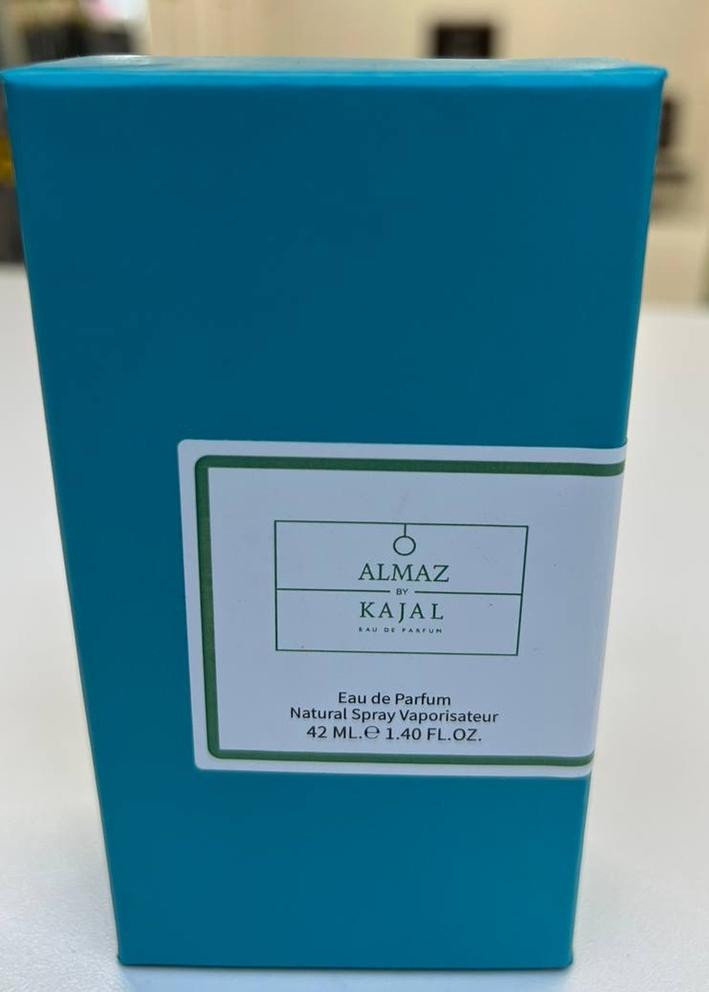 ALMAZ
BY
KAJAL
EAU DE PARFUM
Eau de Parfum
Natural Spray Vaporisateur
42 ML.℮ 1.40 FL.OZ.